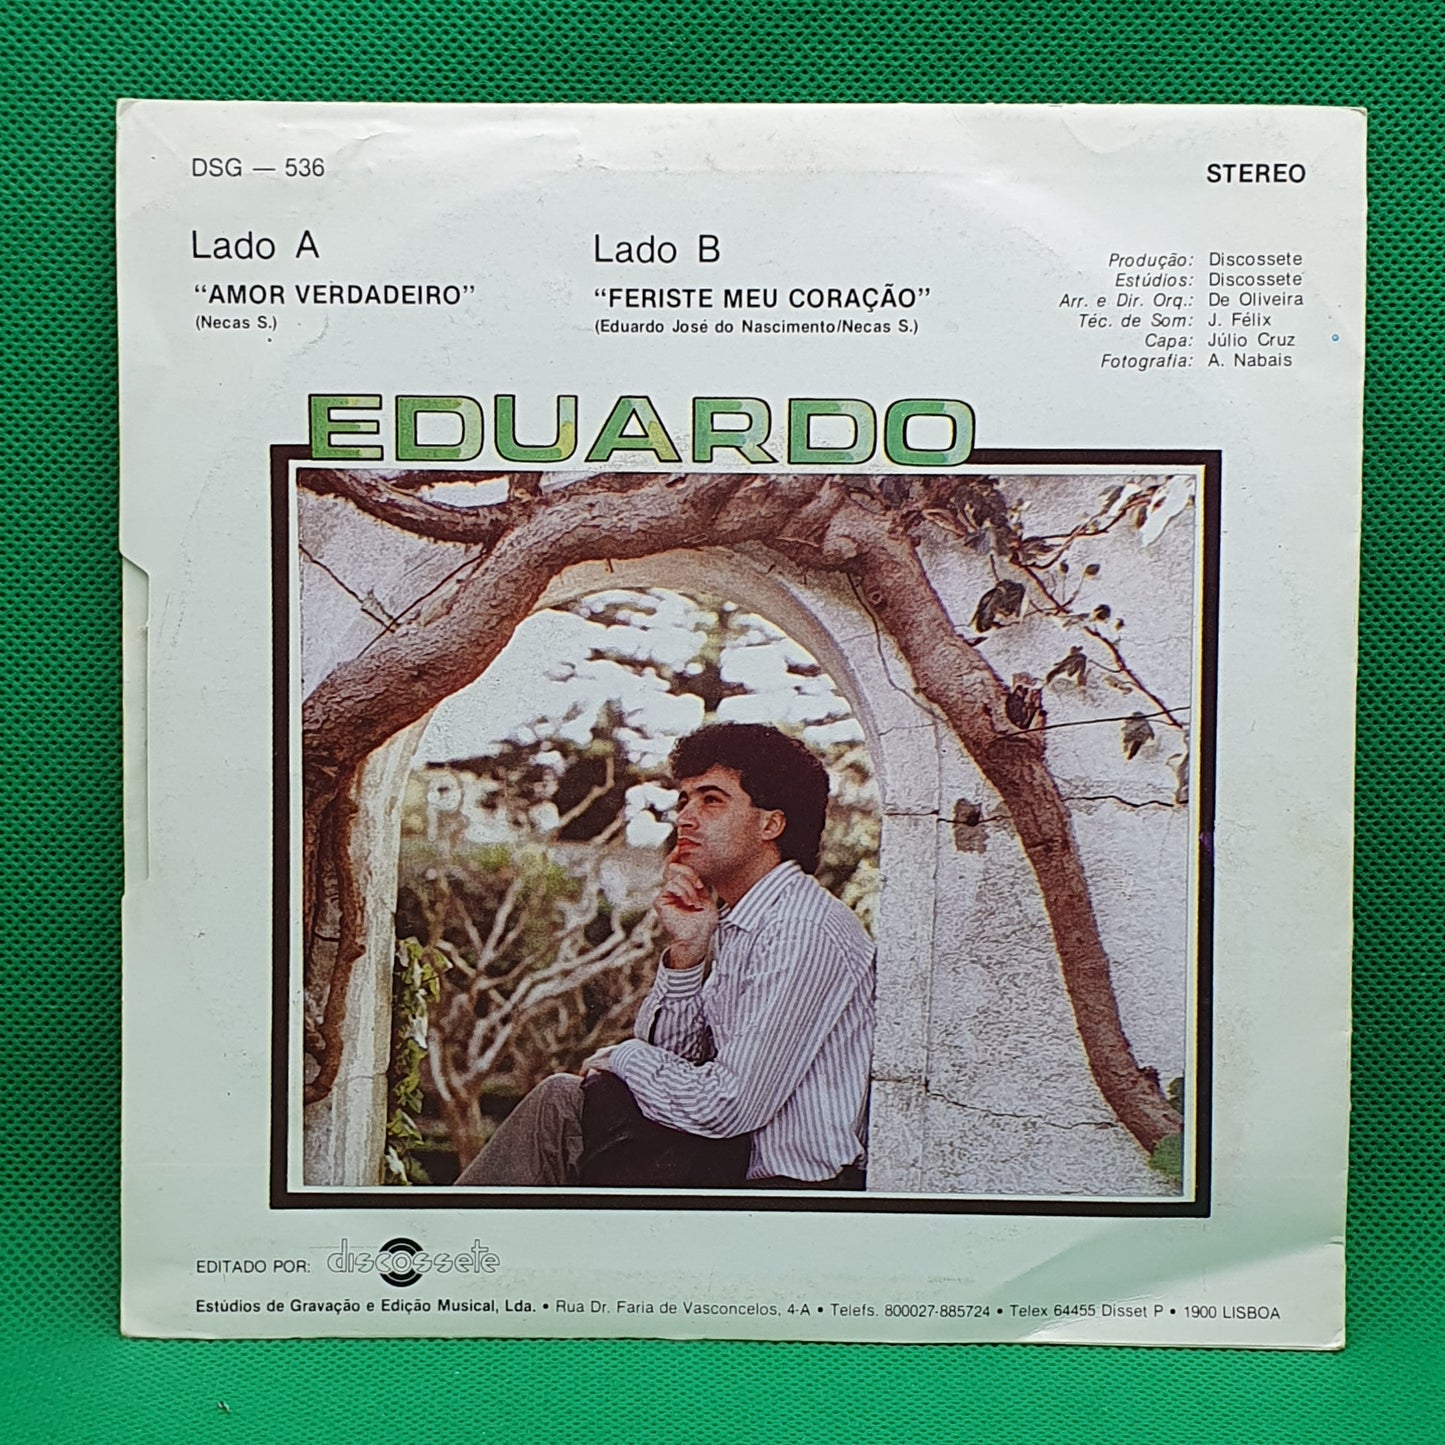 DSG — 536
STEREO
Lado A
"AMOR VERDADEIRO"
(Necas S.)
Lado B
"FERISTE MEU CORAÇÃO"
(Eduardo José do Nascimento/Necas S.)
Produção: Discossete
Estúdios: Discossete
Arr. e Dir. Orq.: De Oliveira
Téc. de Som: J. Félix
Capa: Júlio Cruz
Fotografia: A. Nabais
EDUARDO
EDITADO POR: discossete
Estúdios de Gravação e Edição Musical, Lda. • Rua Dr. Faria de Vasconcelos, 4-A • Telefs. 800027-885724 • Telex 64455 Disset P • 1900 LISBOA